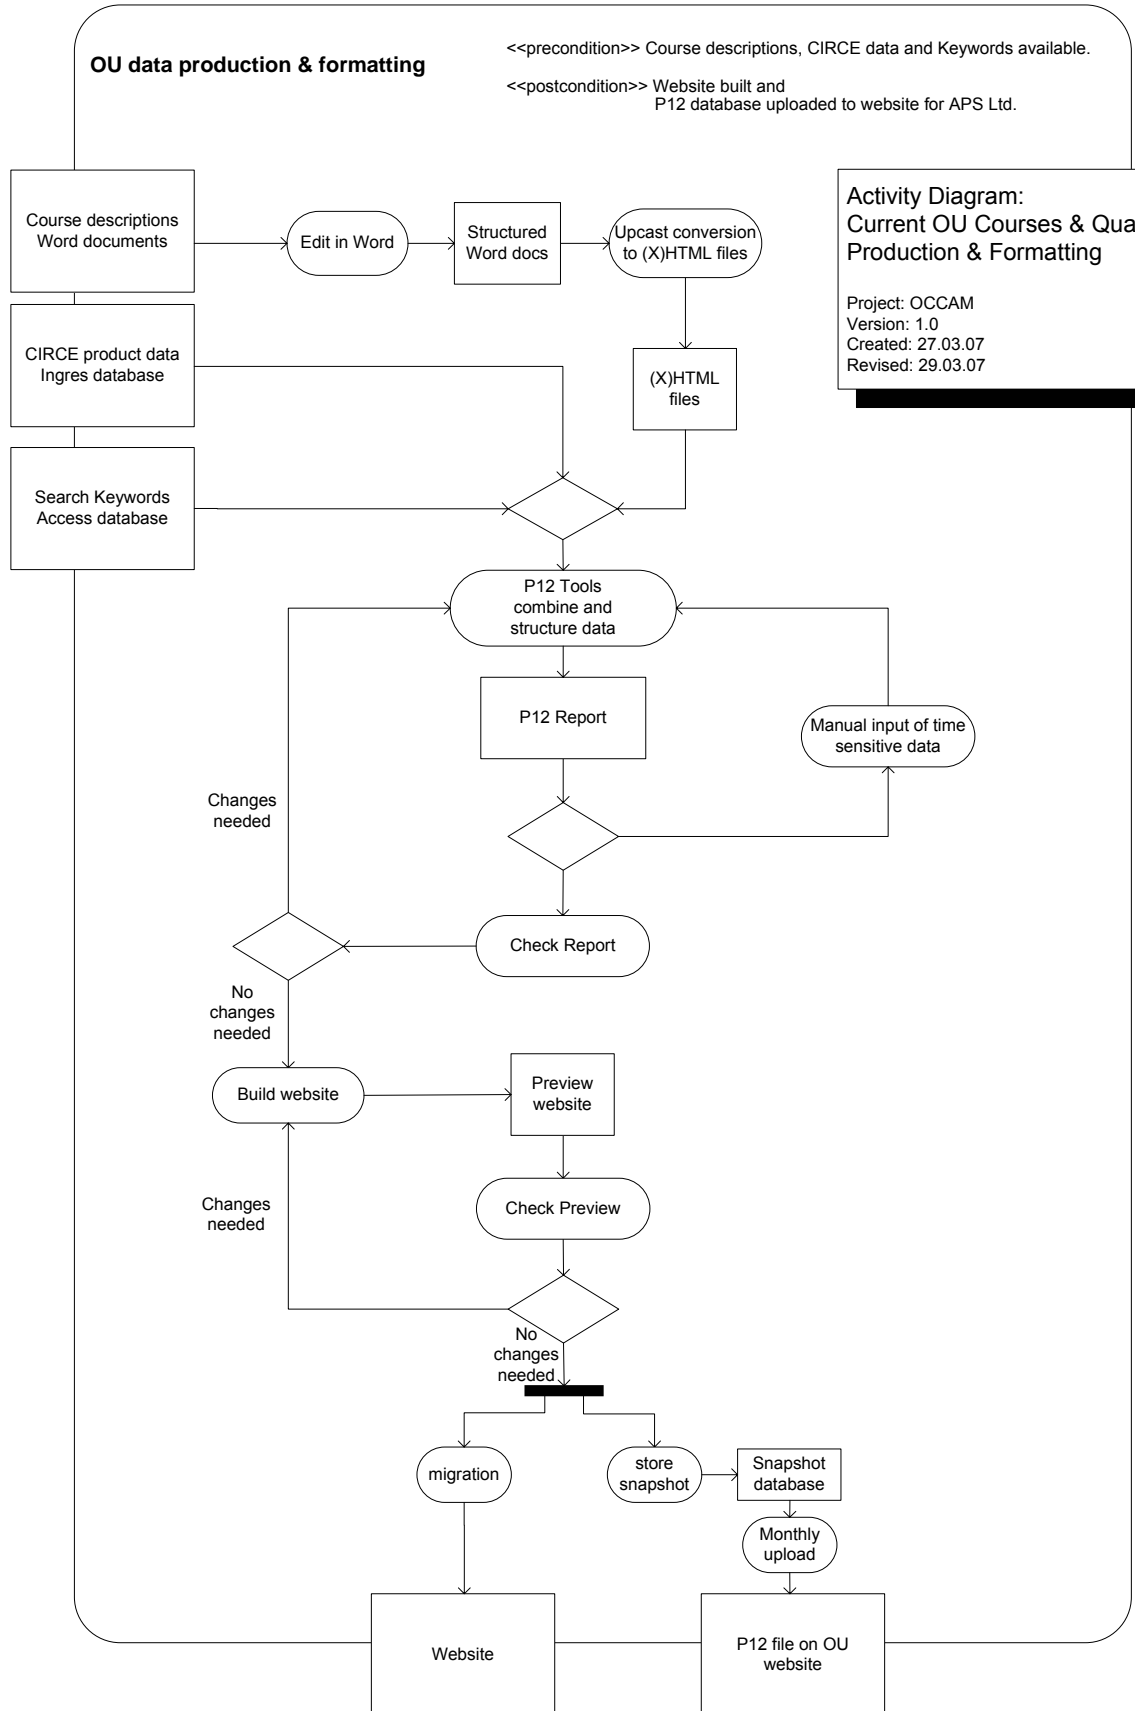 OU data production & formatting
<<precondition>> Course descriptions, CIRCE data and Keywords available.
<<postcondition>> Website built and
P12 database uploaded to website for APS Ltd.
Activity Diagram:
Current OU Courses & Qua
Production & Formatting
Project: OCCAM
Version: 1.0
Created: 27.03.07
Revised: 29.03.07
Course descriptions
Word documents
Edit in Word
Structured
Word docs
Upcast conversion
to (X)HTML files
CIRCE product data
Ingres database
(X)HTML
files
Search Keywords
Access database
P12 Tools
combine and
structure data
P12 Report
Manual input of time
sensitive data
Changes
needed
Check Report
No
changes
needed
Build website
Preview
website
Changes
needed
Check Preview
No
changes
needed
migration
store
snapshot
Snapshot
database
Monthly
upload
Website
P12 file on OU
website